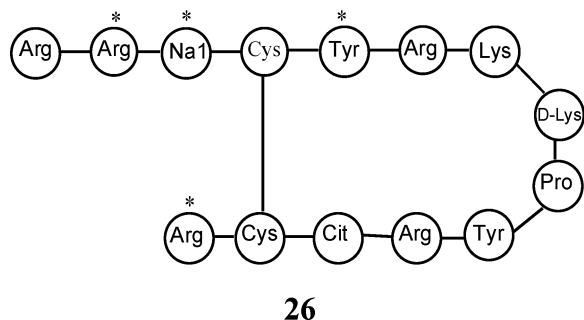 * * *
Arg Arg Na1 Cys Tyr Arg Lys
D-Lys
Pro
*
Arg Cys Cit Arg Tyr
26